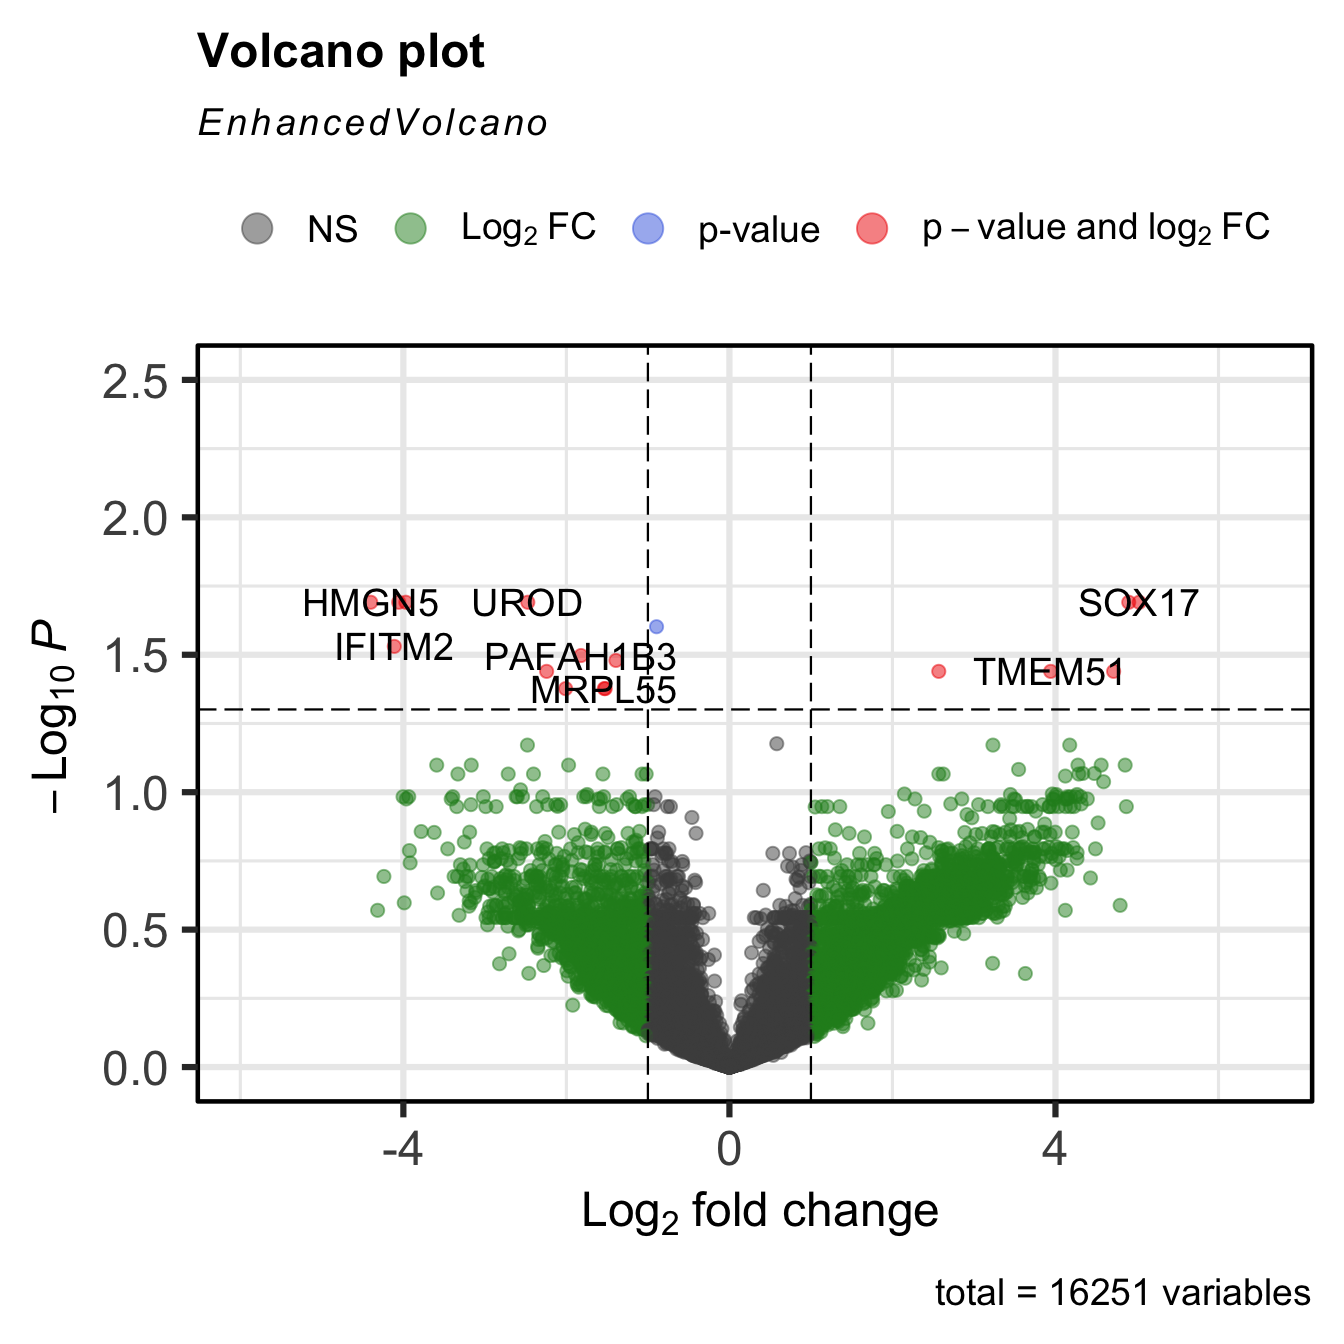 Volcano plot
EnhancedVolcano
NS Log₂ FC p-value p – value and log₂ FC
2.5
2.0
1.5
1.0
0.5
0.0
– Log₁₀ P
HMGN5 UROD SOX17
IFITM2 PAFAH1B3
TMEM51
MRPL55
-4 0 4
Log₂ fold change
total = 16251 variables